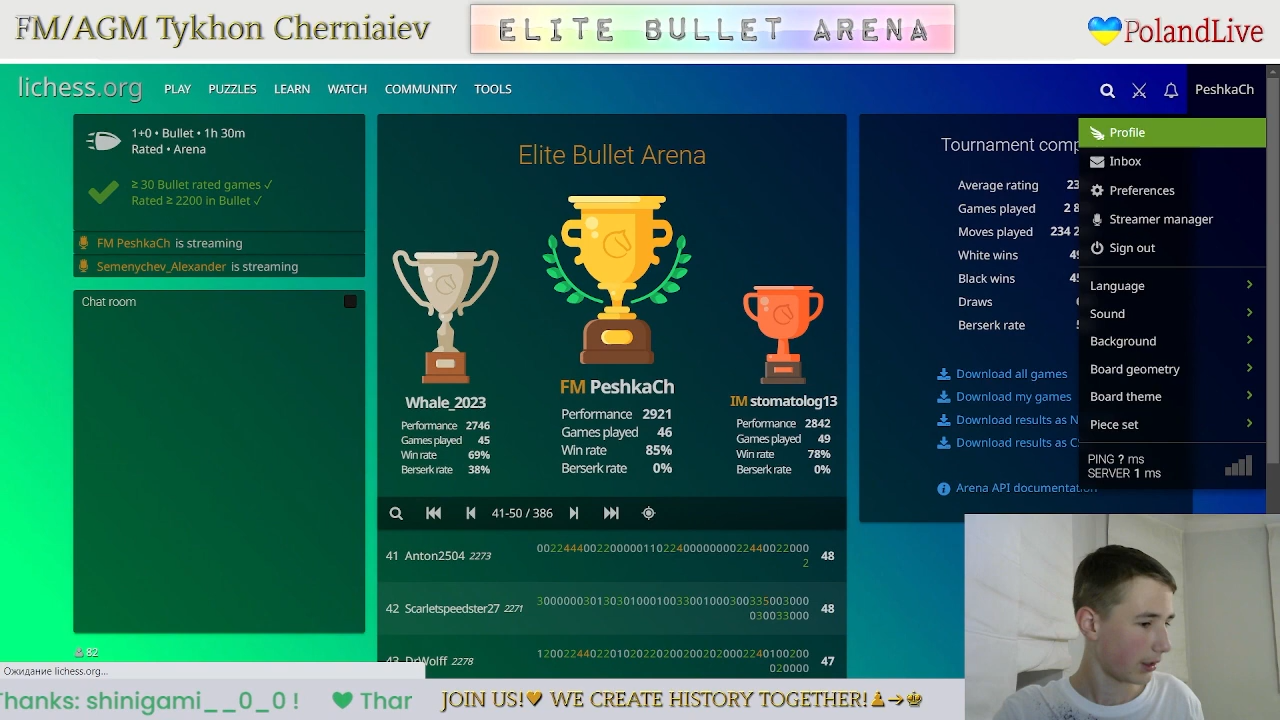 FM/AGM Tykhon Cherniaiev
ELITE BULLET ARENA
PolandLive
lichess.org
PLAY PUZZLES LEARN WATCH COMMUNITY TOOLS
PeshkaCh
1+0 • Bullet • 1h 30m
Rated • Arena
≥ 30 Bullet rated games ✓
Rated ≥ 2200 in Bullet ✓
FM PeshkaCh is streaming
Semenychev_Alexander is streaming
Chat room
82
Ожидание lichess.org...
Elite Bullet Arena
Whale_2023
Performance 2746
Games played 45
Win rate 69%
Berserk rate 38%
FM PeshkaCh
Performance 2921
Games played 46
Win rate 85%
Berserk rate 0%
IM stomatolog13
Performance 2842
Games played 49
Win rate 78%
Berserk rate 0%
41-50 / 386
41 Anton2504 2273 48
42 Scarletspeedster27 2271 48
43 DrWolff 2278 47
Tournament comp
Average rating 23
Games played 2 8
Moves played 234 2
White wins 49
Black wins 45
Draws
Berserk rate
Download all games
Download my games
Download results as N
Download results as C
Arena API documentation
Profile
Inbox
Preferences
Streamer manager
Sign out
Language
Sound
Background
Board geometry
Board theme
Piece set
PING ? ms
SERVER 1 ms
Thanks: shinigami__0_0 ! Thar
JOIN US! WE CREATE HISTORY TOGETHER!